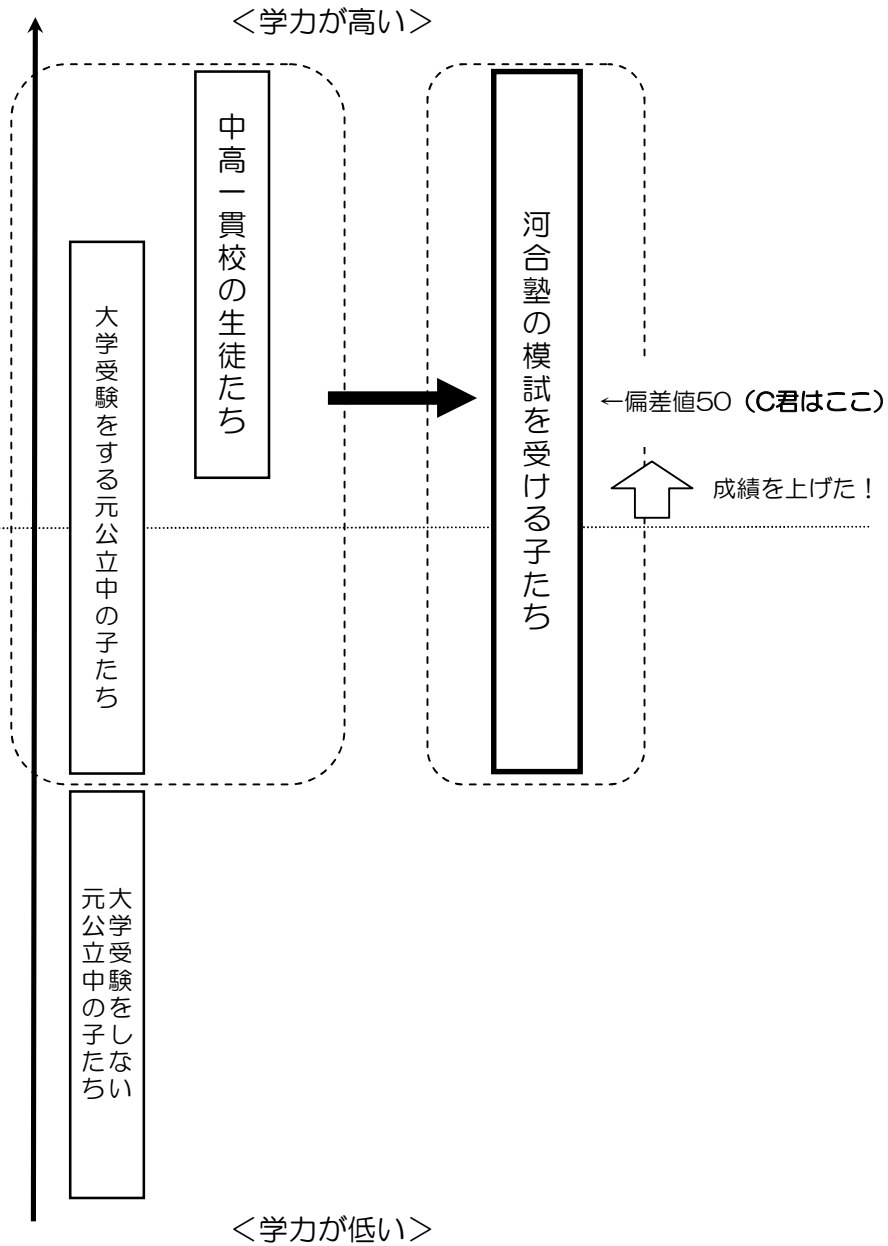 ＜学力が高い＞
中高一貫校の生徒たち
大学受験をする元公立中の子たち
河合塾の模試を受ける子たち
←偏差値50（C君はここ）
成績を上げた！
大学受験をしない
元公立中の子たち
＜学力が低い＞